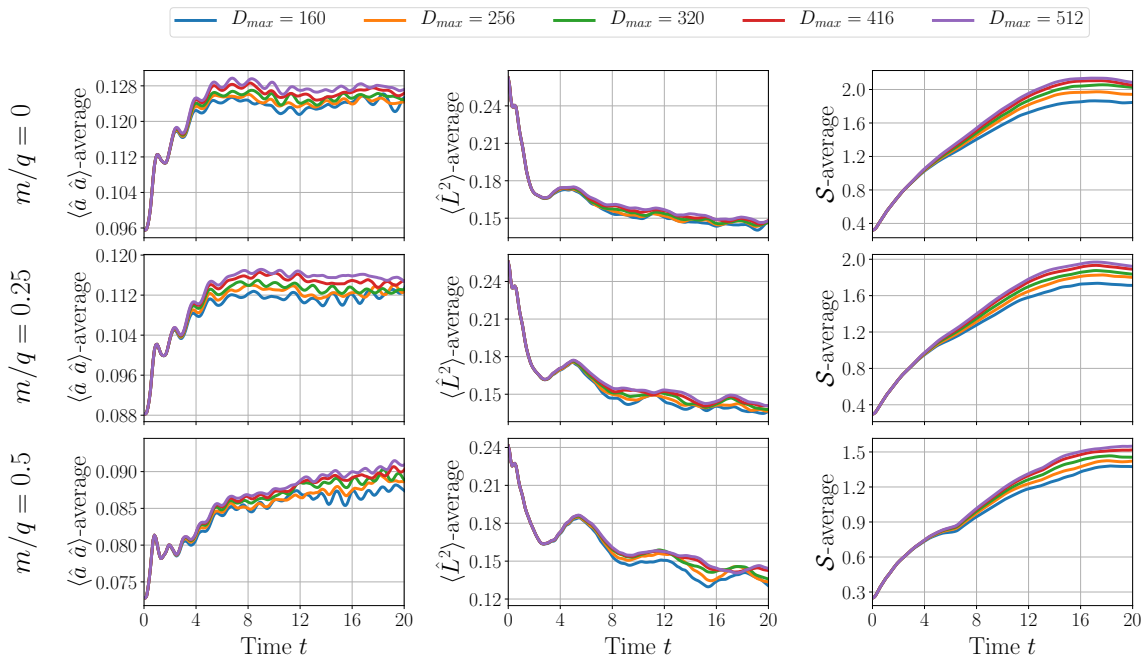 D_max = 160 D_max = 256 D_max = 320 D_max = 416 D_max = 512
m/q = 0
⟨â â⟩-average
0.128
0.120
0.112
0.104
0.096
⟨L̂²⟩-average
0.24
0.21
0.18
0.15
S-average
2.0
1.6
1.2
0.8
0.4
m/q = 0.25
⟨â â⟩-average
0.120
0.112
0.104
0.096
0.088
⟨L̂²⟩-average
0.24
0.21
0.18
0.15
S-average
2.0
1.6
1.2
0.8
0.4
m/q = 0.5
⟨â â⟩-average
0.090
0.085
0.080
0.075
0 4 8 12 16 20
Time t
⟨L̂²⟩-average
0.24
0.21
0.18
0.15
0.12
0 4 8 12 16 20
Time t
S-average
1.5
1.2
0.9
0.6
0.3
0 4 8 12 16 20
Time t